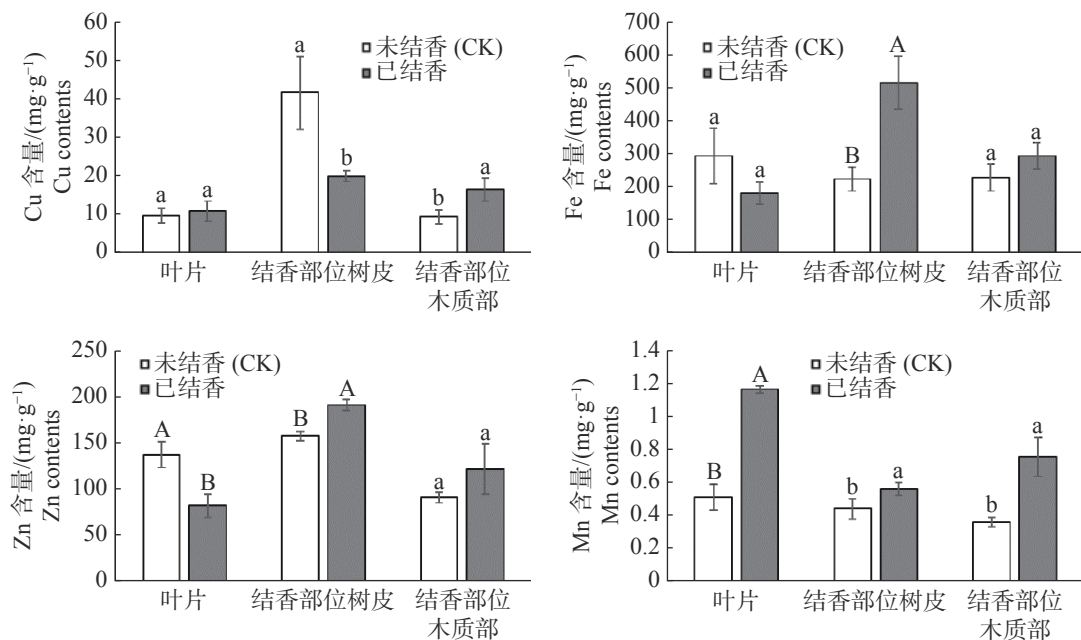 Cu 含量/(mg·g⁻¹)
Cu contents
60
50
40
30
20
10
0
未结香 (CK)
已结香
a
a
a
b
b
a
叶片
结香部位树皮
结香部位
木质部
Fe 含量/(mg·g⁻¹)
Fe contents
700
600
500
400
300
200
100
0
未结香 (CK)
已结香
a
a
B
A
a
a
叶片
结香部位树皮
结香部位
木质部
Zn 含量/(mg·g⁻¹)
Zn contents
250
200
150
100
50
0
未结香 (CK)
已结香
A
B
B
A
a
a
叶片
结香部位树皮
结香部位
木质部
Mn 含量/(mg·g⁻¹)
Mn contents
1.4
1.2
1
0.8
0.6
0.4
0.2
0
未结香 (CK)
已结香
B
A
b
a
b
a
叶片
结香部位树皮
结香部位
木质部